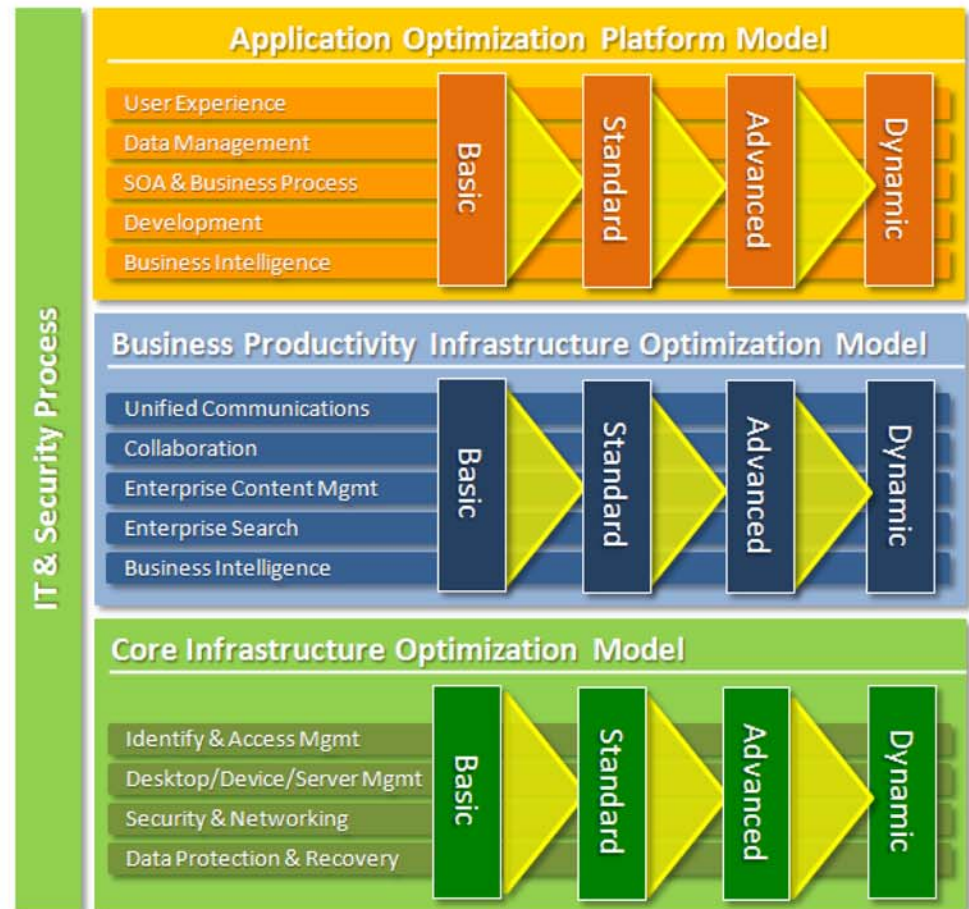 IT & Security Process
Application Optimization Platform Model
User Experience
Data Management
SOA & Business Process
Development
Business Intelligence
Basic
Standard
Advanced
Dynamic
Business Productivity Infrastructure Optimization Model
Unified Communications
Collaboration
Enterprise Content Mgmt
Enterprise Search
Business Intelligence
Basic
Standard
Advanced
Dynamic
Core Infrastructure Optimization Model
Identify & Access Mgmt
Desktop/Device/Server Mgmt
Security & Networking
Data Protection & Recovery
Basic
Standard
Advanced
Dynamic